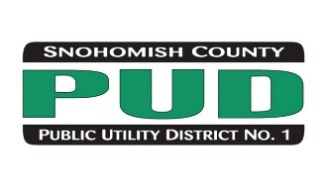 SNOHOMISH COUNTY
PUD
PUBLIC UTILITY DISTRICT NO. 1